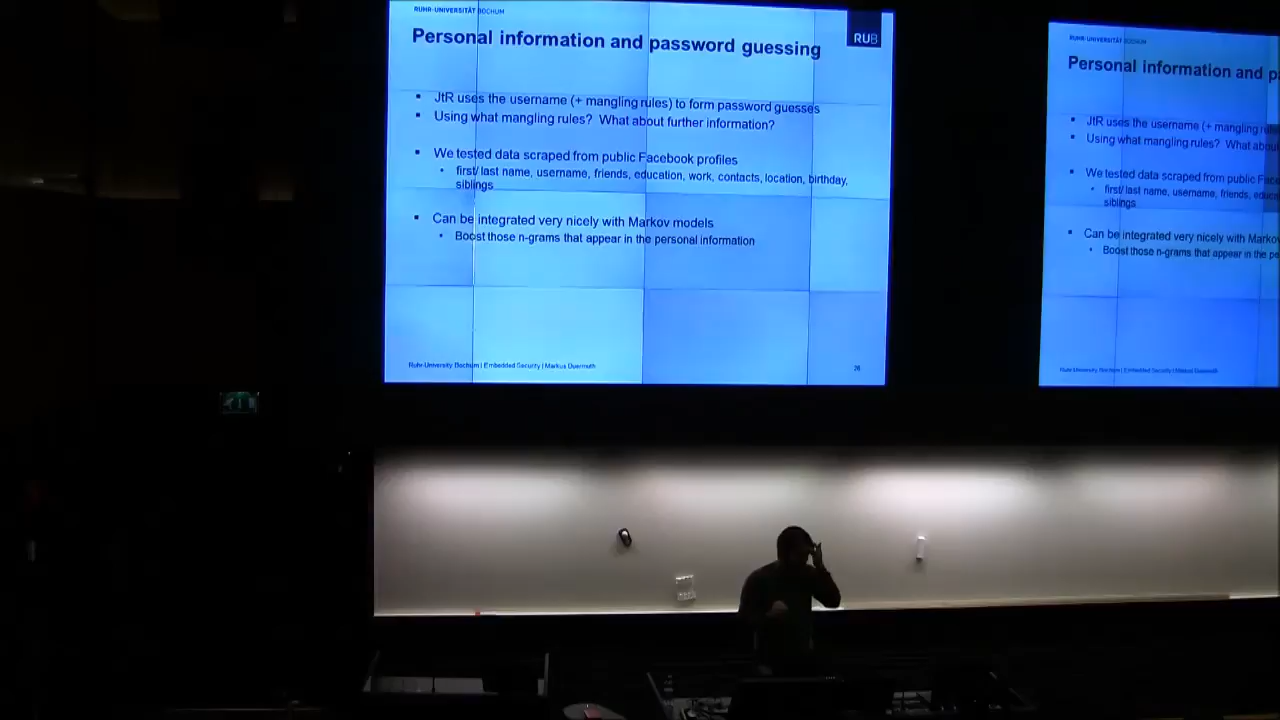 RUHR-UNIVERSITÄT BOCHUM
RUB
Personal information and password guessing
▪ JtR uses the username (+ mangling rules) to form password guesses
▪ Using what mangling rules? What about further information?
▪ We tested data scraped from public Facebook profiles
• first/ last name, username, friends, education, work, contacts, location, birthday,
siblings
▪ Can be integrated very nicely with Markov models
• Boost those n-grams that appear in the personal information
Ruhr-University Bochum | Embedded Security | Markus Duermuth
26
RUHR-UNIVERSITÄT BOCHUM
Personal information and p
▪ JtR uses the username (+ mangling
▪ Using what mangling rules? What
▪ We tested data scraped from public
• first/ last name, username, friends,
siblings
▪ Can be integrated very nicely with
• Boost those n-grams that appear in the
Ruhr-University Bochum | Embedded Security | Markus Duermuth